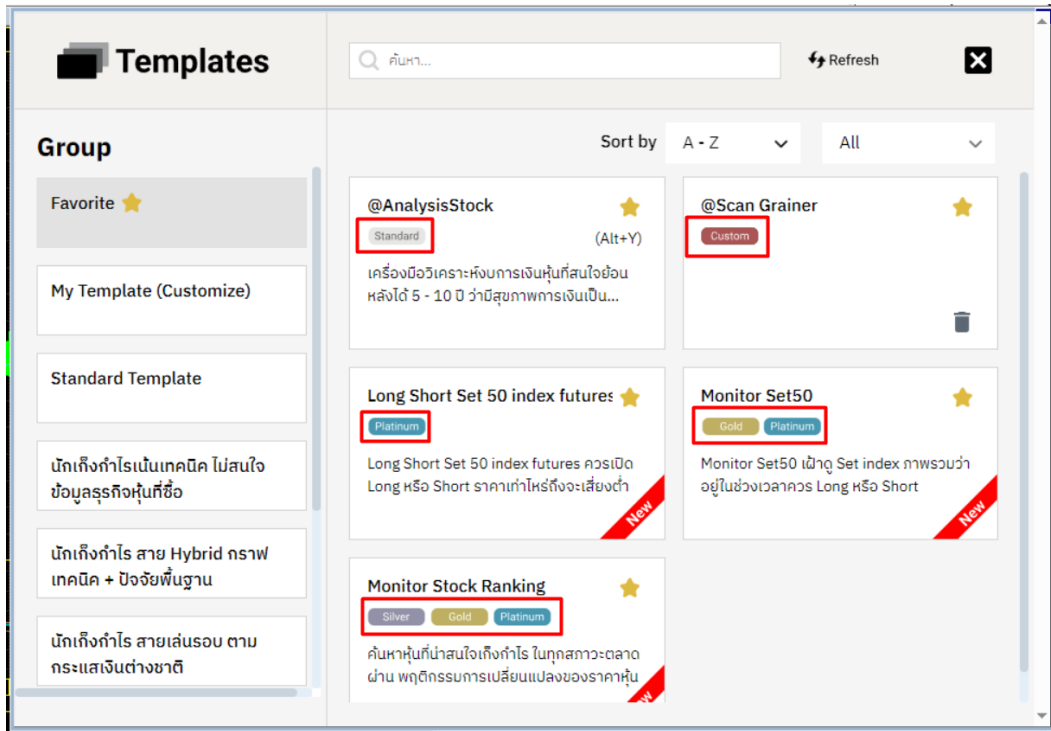 Templates
ค้นหา...
Refresh
Group
Sort by
A - Z
All
Favorite
My Template (Customize)
Standard Template
นักเก็งกำไรเน้นเทคนิค ไม่สนใจ
ข้อมูลธุรกิจหุ้นที่ซื้อ
นักเก็งกำไร สาย Hybrid กราฟ
เทคนิค + ปัจจัยพื้นฐาน
นักเก็งกำไร สายเล่นรอบ ตาม
กระแสเงินต่างชาติ
@AnalysisStock
Standard
(Alt+Y)
เครื่องมือวิเคราะห์งบการเงินหุ้นที่สนใจย้อน
หลังได้ 5 - 10 ปี ว่ามีสุขภาพการเงินเป็น...
@Scan Grainer
Custom
Long Short Set 50 index futures
Platinum
Long Short Set 50 index futures ควรเปิด
Long หรือ Short ราคาเท่าไหร่ถึงจะเสี่ยงต่ำ
New
Monitor Set50
Gold Platinum
Monitor Set50 เฝ้าดู Set index ภาพรวมว่า
อยู่ในช่วงเวลาควร Long หรือ Short
New
Monitor Stock Ranking
Silver Gold Platinum
ค้นหาหุ้นที่น่าสนใจเก็งกำไร ในทุกสภาวะตลาด
ผ่าน พฤติกรรมการเปลี่ยนแปลงของราคาหุ้น